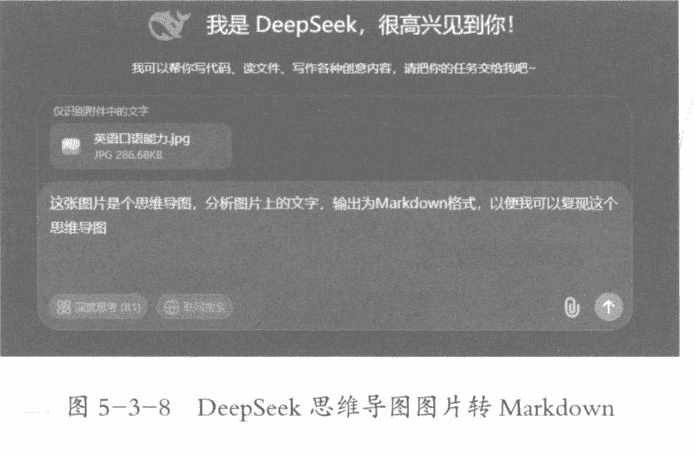 我是 DeepSeek，很高兴见到你！
我可以帮你写代码、读文件、写作各种创意内容，请把你的任务交给我吧~
仅识别附件中的文字
英语口语能力.jpg
JPG 286.68KB
这张图片是个思维导图，分析图片上的文字，输出为Markdown格式，以便我可以复现这个
思维导图
深度思考 (R1)
联网搜索
图 5-3-8 DeepSeek 思维导图图片转 Markdown